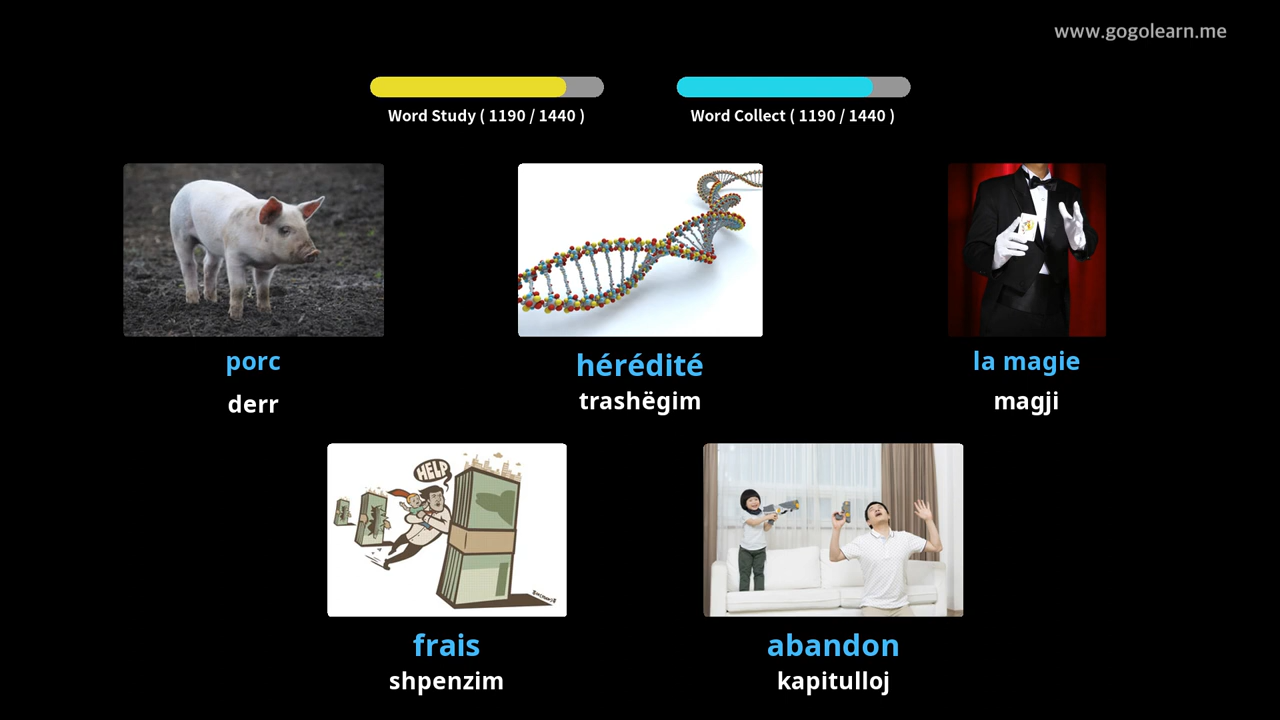 www.gogolearn.me
Word Study ( 1190 / 1440 )
Word Collect ( 1190 / 1440 )
porc
derr
hérédité
trashëgim
la magie
magji
HELP
frais
shpenzim
abandon
kapitulloj